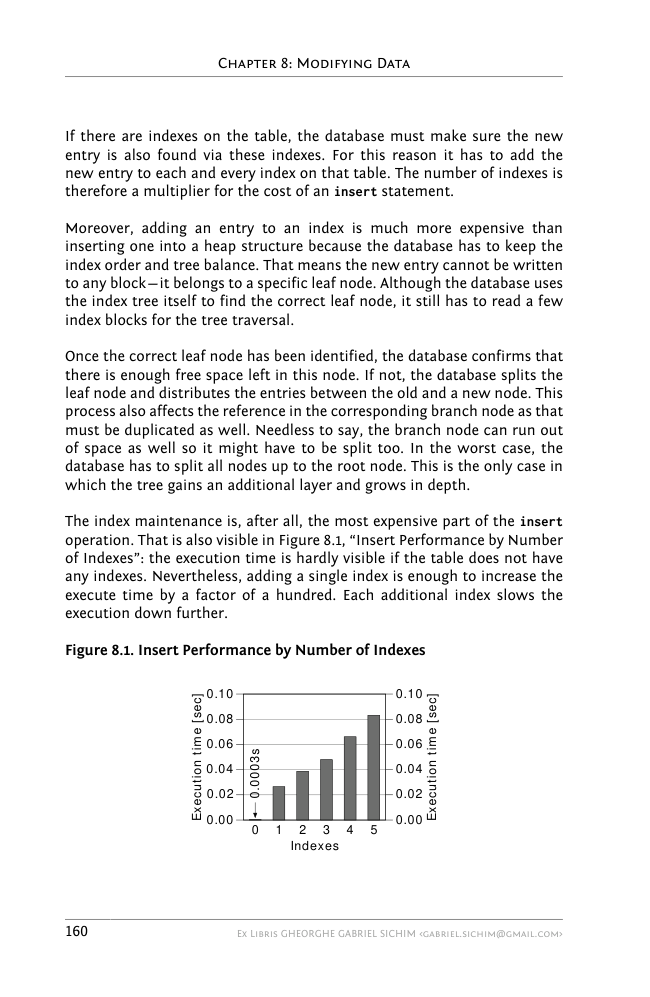 Chapter 8: Modifying Data
If there are indexes on the table, the database must make sure the new
entry is also found via these indexes. For this reason it has to add the
new entry to each and every index on that table. The number of indexes is
therefore a multiplier for the cost of an insert statement.
Moreover, adding an entry to an index is much more expensive than
inserting one into a heap structure because the database has to keep the
index order and tree balance. That means the new entry cannot be written
to any block—it belongs to a specific leaf node. Although the database uses
the index tree itself to find the correct leaf node, it still has to read a few
index blocks for the tree traversal.
Once the correct leaf node has been identified, the database confirms that
there is enough free space left in this node. If not, the database splits the
leaf node and distributes the entries between the old and a new node. This
process also affects the reference in the corresponding branch node as that
must be duplicated as well. Needless to say, the branch node can run out
of space as well so it might have to be split too. In the worst case, the
database has to split all nodes up to the root node. This is the only case in
which the tree gains an additional layer and grows in depth.
The index maintenance is, after all, the most expensive part of the insert
operation. That is also visible in Figure 8.1, “Insert Performance by Number
of Indexes”: the execution time is hardly visible if the table does not have
any indexes. Nevertheless, adding a single index is enough to increase the
execute time by a factor of a hundred. Each additional index slows the
execution down further.
Figure 8.1. Insert Performance by Number of Indexes
Execution time [sec]
0.10 0.10
0.08 0.08
0.06 0.06
0.04 0.04
0.02 0.02
0.00 0.00
Execution time [sec]
0.0003s
0 1 2 3 4 5
Indexes
160 Ex Libris GHEORGHE GABRIEL SICHIM <gabriel.sichim@gmail.com>